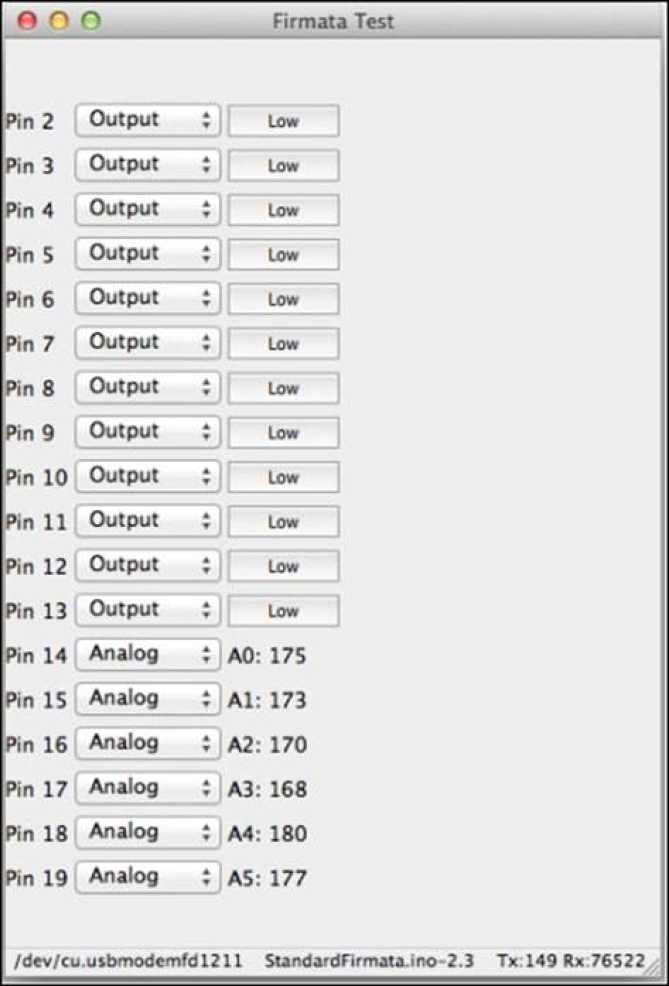 Firmata Test
Pin 2 Output Low
Pin 3 Output Low
Pin 4 Output Low
Pin 5 Output Low
Pin 6 Output Low
Pin 7 Output Low
Pin 8 Output Low
Pin 9 Output Low
Pin 10 Output Low
Pin 11 Output Low
Pin 12 Output Low
Pin 13 Output Low
Pin 14 Analog A0: 175
Pin 15 Analog A1: 173
Pin 16 Analog A2: 170
Pin 17 Analog A3: 168
Pin 18 Analog A4: 180
Pin 19 Analog A5: 177
/dev/cu.usbmodemfd1211 StandardFirmata.ino-2.3 Tx:149 Rx:76522